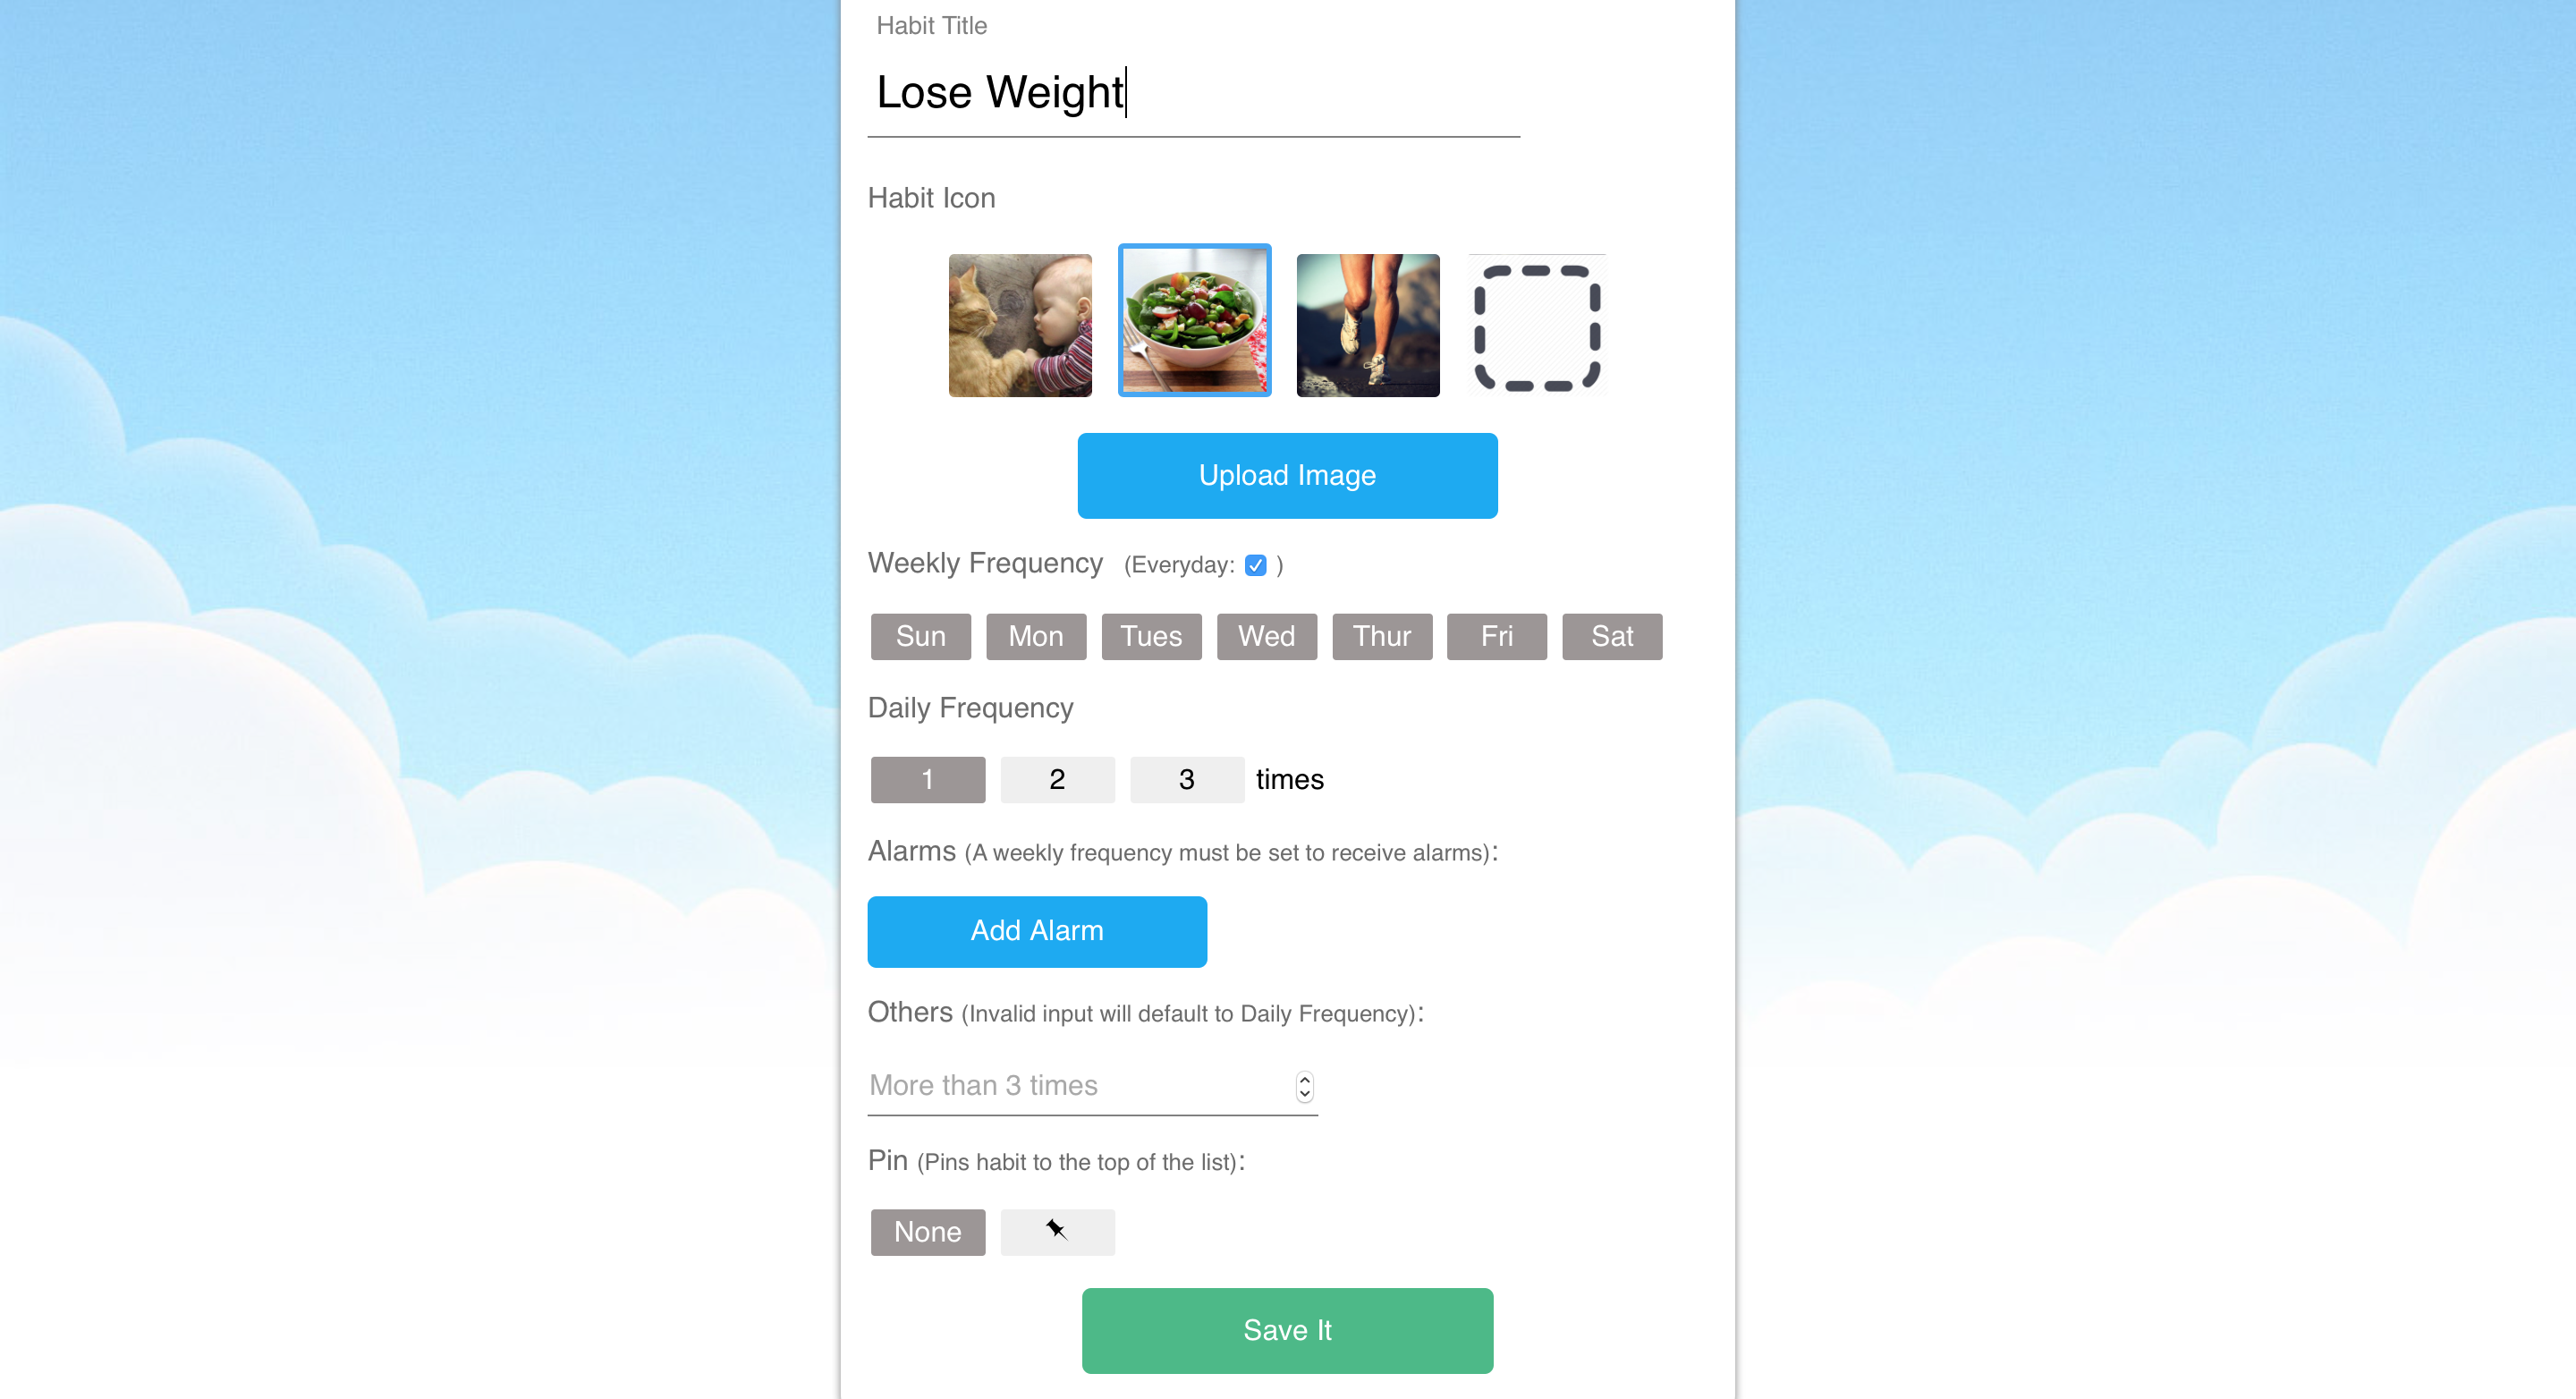 Habit Title
Lose Weight
Habit Icon
Upload Image
Weekly Frequency (Everyday: )
Sun Mon Tues Wed Thur Fri Sat
Daily Frequency
1 2 3 times
Alarms (A weekly frequency must be set to receive alarms):
Add Alarm
Others (Invalid input will default to Daily Frequency):
More than 3 times
Pin (Pins habit to the top of the list):
None
Save It